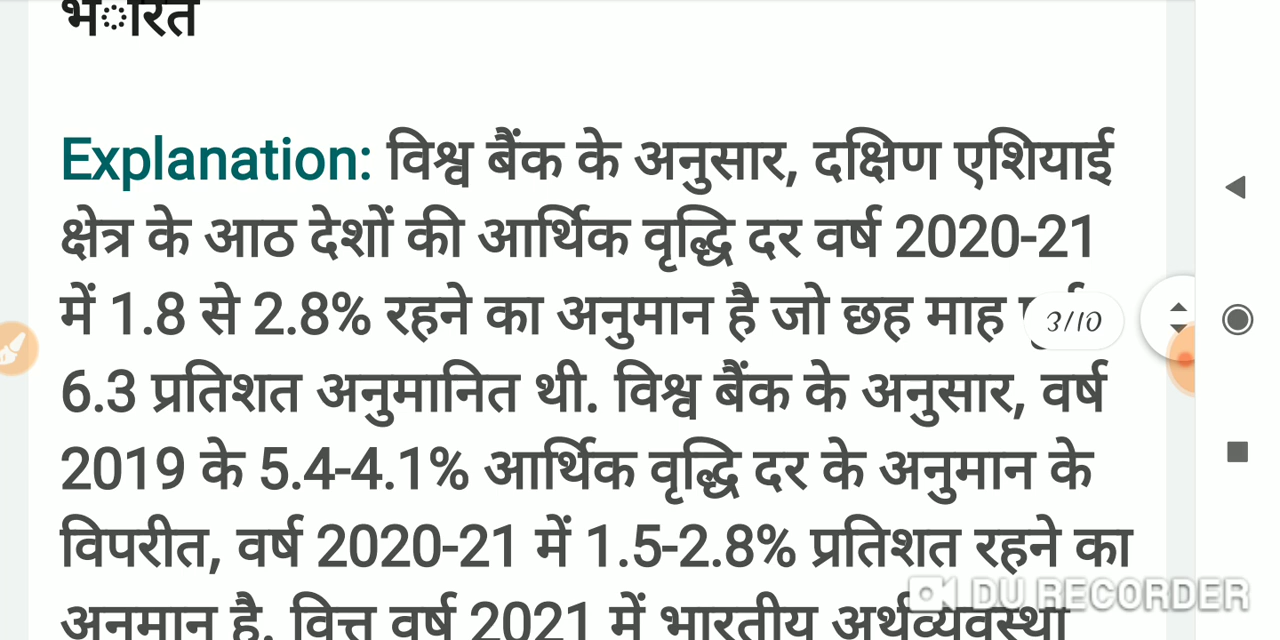 भारत
Explanation: विश्व बैंक के अनुसार, दक्षिण एशियाई
क्षेत्र के आठ देशों की आर्थिक वृद्धि दर वर्ष 2020-21
में 1.8 से 2.8% रहने का अनुमान है जो छह माह
3/10
6.3 प्रतिशत अनुमानित थी. विश्व बैंक के अनुसार, वर्ष
2019 के 5.4-4.1% आर्थिक वृद्धि दर के अनुमान के
विपरीत, वर्ष 2020-21 में 1.5-2.8% प्रतिशत रहने का
अनमान है. वित्त वर्ष 2021 में भारतीय अर्थव्यवस्था
DU RECORDER